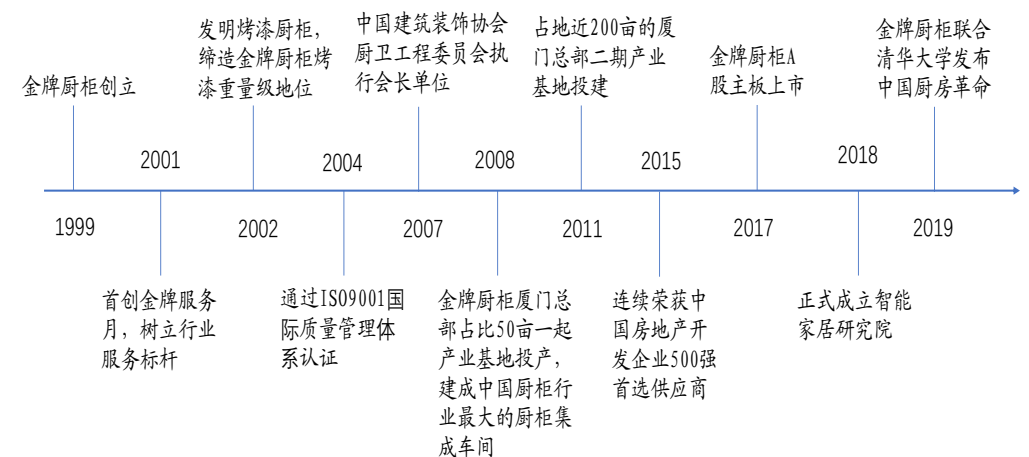 金牌厨柜创立
发明烤漆厨柜，
缔造金牌厨柜烤
漆重量级地位
中国建筑装饰协会
厨卫工程委员会执
行会长单位
占地近200亩的厦
门总部二期产业
基地投建
金牌厨柜A
股主板上市
金牌厨柜联合
清华大学发布
中国厨房革命
2001
2004
2008
2015
2018
1999
2002
2007
2011
2017
2019
首创金牌服务
月，树立行业
服务标杆
通过ISO9001国
际质量管理体
系认证
金牌厨柜厦门总
部占比50亩一起
产业基地投产，
建成中国厨柜行
业最大的厨柜集
成车间
连续荣获中
国房地产开
发企业500强
首选供应商
正式成立智能
家居研究院